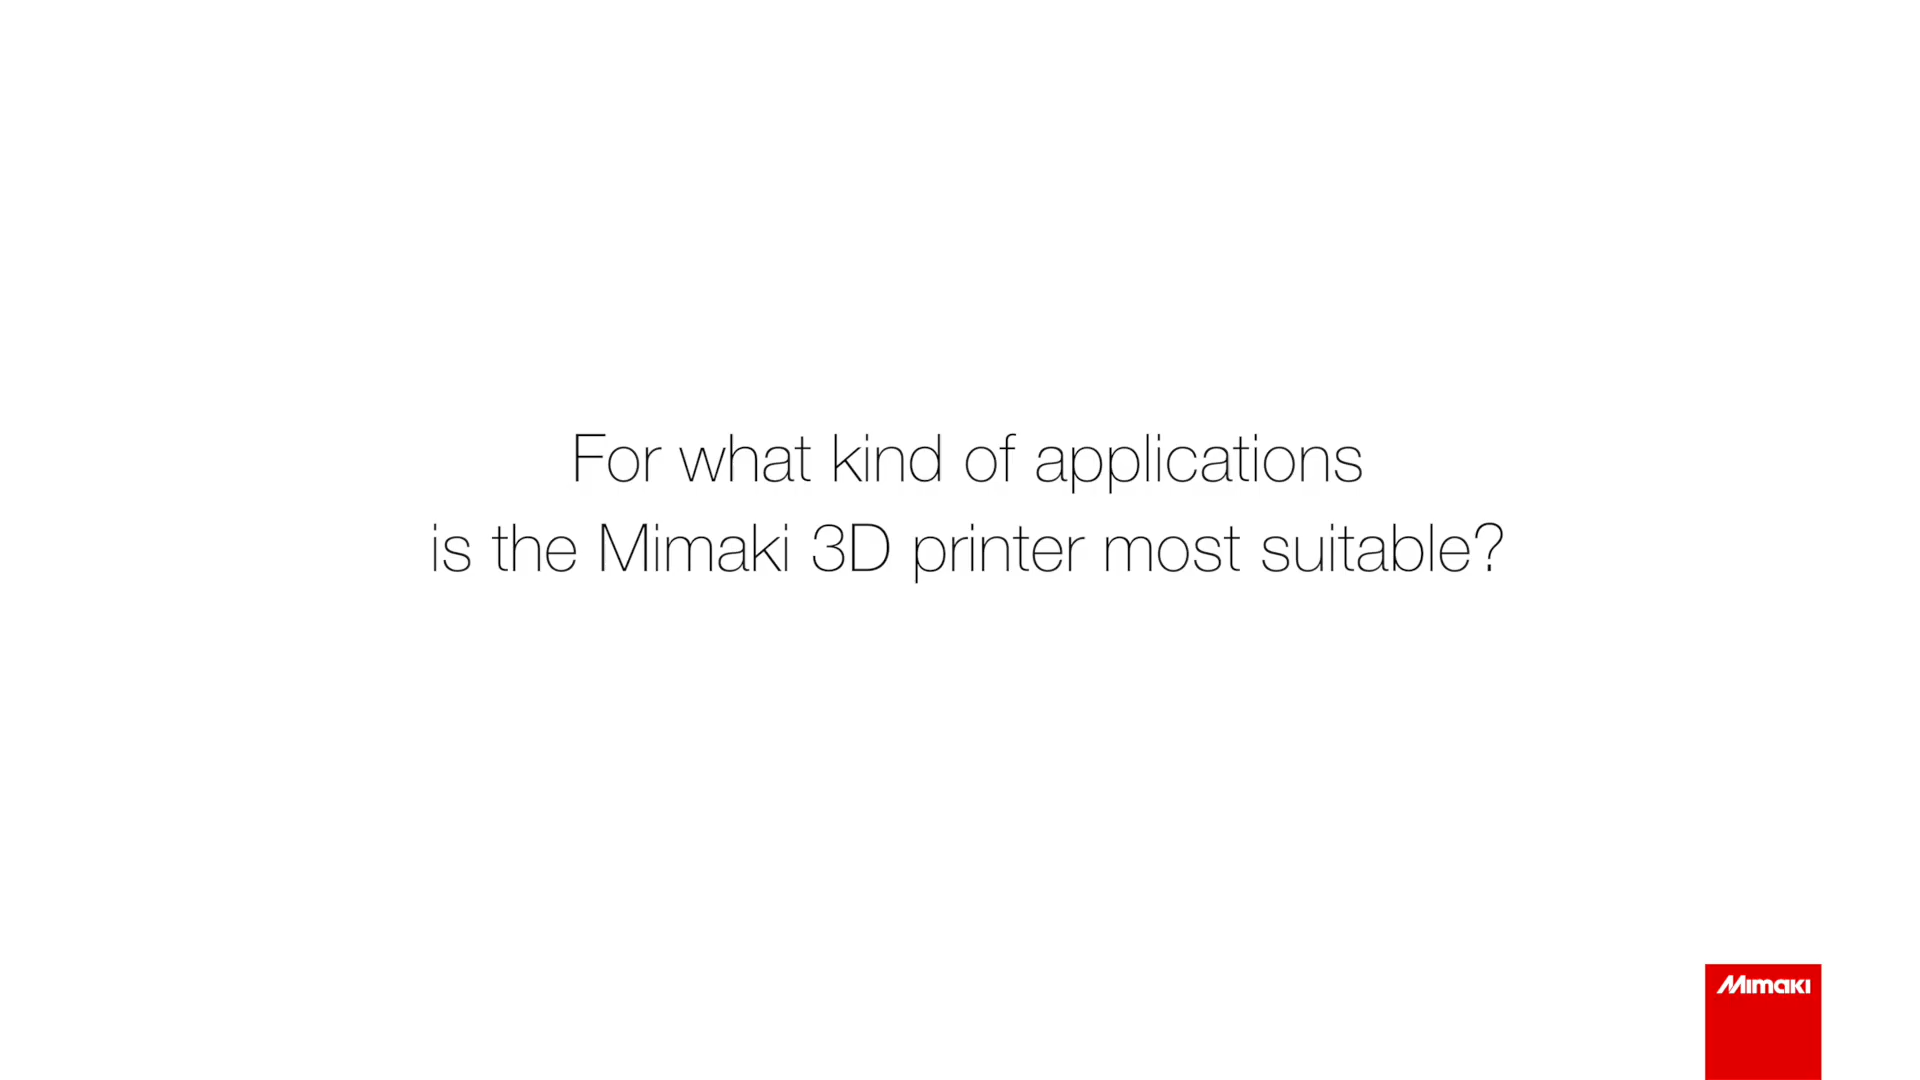 For what kind of applications
is the Mimaki 3D printer most suitable?
Mimaki